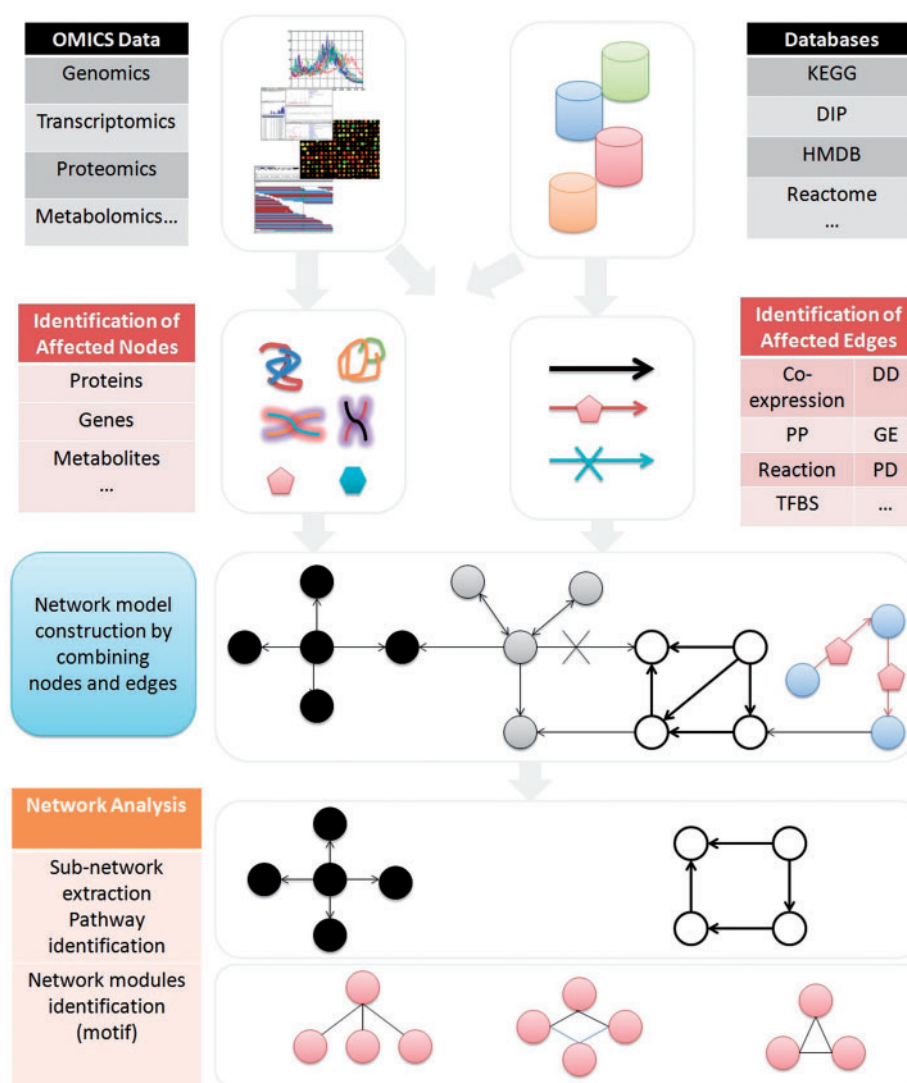 OMICS Data
Genomics
Transcriptomics
Proteomics
Metabolomics...
Databases
KEGG
DIP
HMDB
Reactome
...
Identification of
Affected Nodes
Proteins
Genes
Metabolites
...
Identification of
Affected Edges
Co-
expression
DD
PP
GE
Reaction
PD
TFBS
...
Network model
construction by
combining
nodes and edges
Network Analysis
Sub-network
extraction
Pathway
identification
Network modules
identification
(motif)